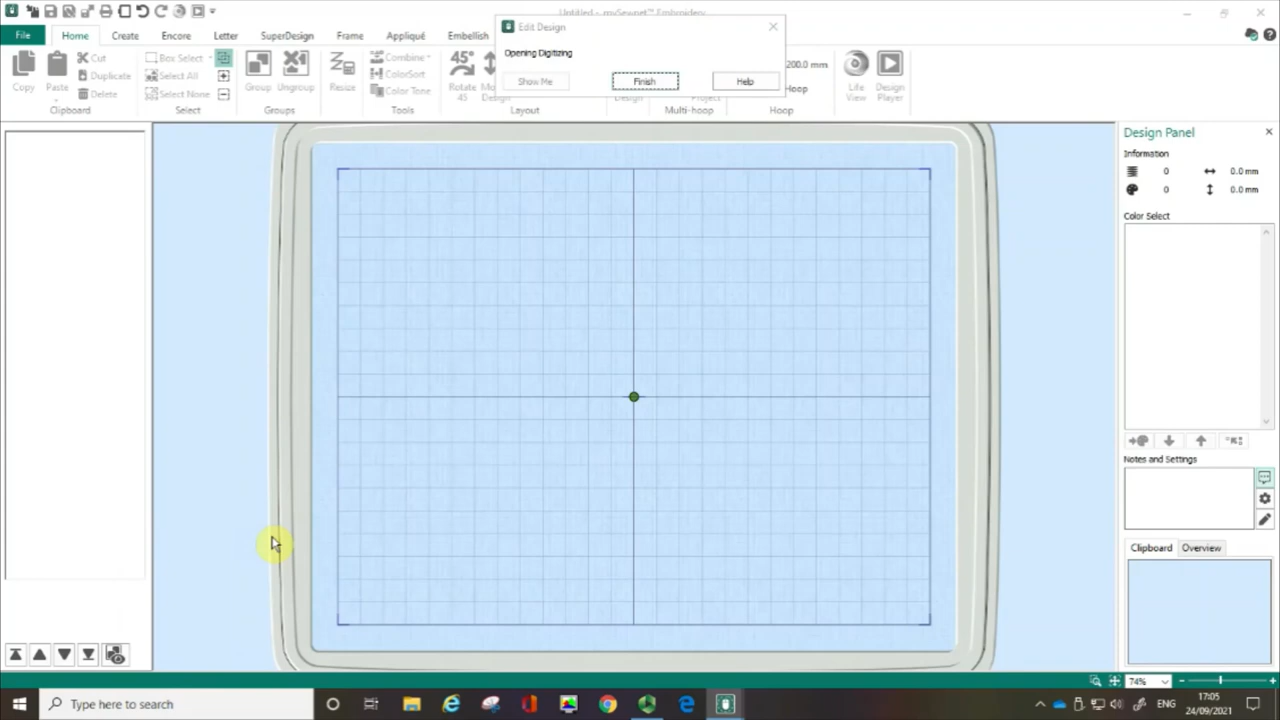 Untitled - mySewnet™ Embroidery
Edit Design
Opening Digitizing
Show Me
Finish
Help
File
Home
Create
Encore
Letter
SuperDesign
Frame
Appliqué
Embellish
Copy
Paste
Cut
Duplicate
Delete
Clipboard
Box Select
Select All
Select None
Select
Group
Ungroup
Groups
Resize
Combine
ColorSort
Color Tone
Tools
Rotate
45
Design
Layout
Design
Multi-hoop
200.0 mm
Hoop
Hoop
Life
View
Design
Player
Design Panel
Information
0
0.0 mm
0
0.0 mm
Color Select
Notes and Settings
Clipboard
Overview
74%
Type here to search
ENG
17:05
24/09/2021